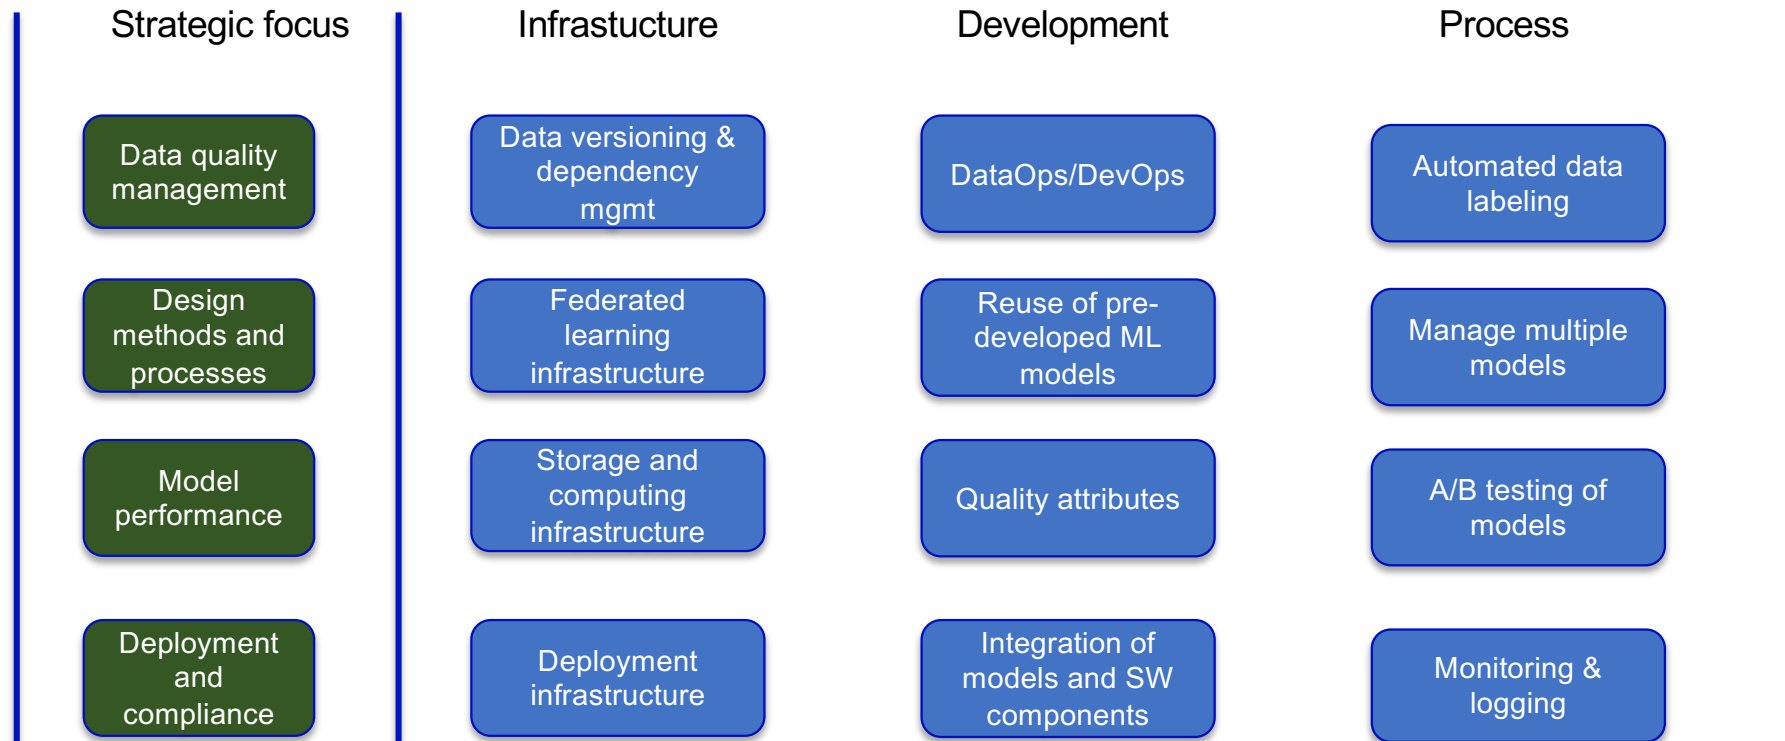 Strategic focus
Infrastucture
Development
Process
Data quality
management
Data versioning &
dependency
mgmt
DataOps/DevOps
Automated data
labeling
Design
methods and
processes
Federated
learning
infrastructure
Reuse of pre-
developed ML
models
Manage multiple
models
Model
performance
Storage and
computing
infrastructure
Quality attributes
A/B testing of
models
Deployment
and
compliance
Deployment
infrastructure
Integration of
models and SW
components
Monitoring &
logging